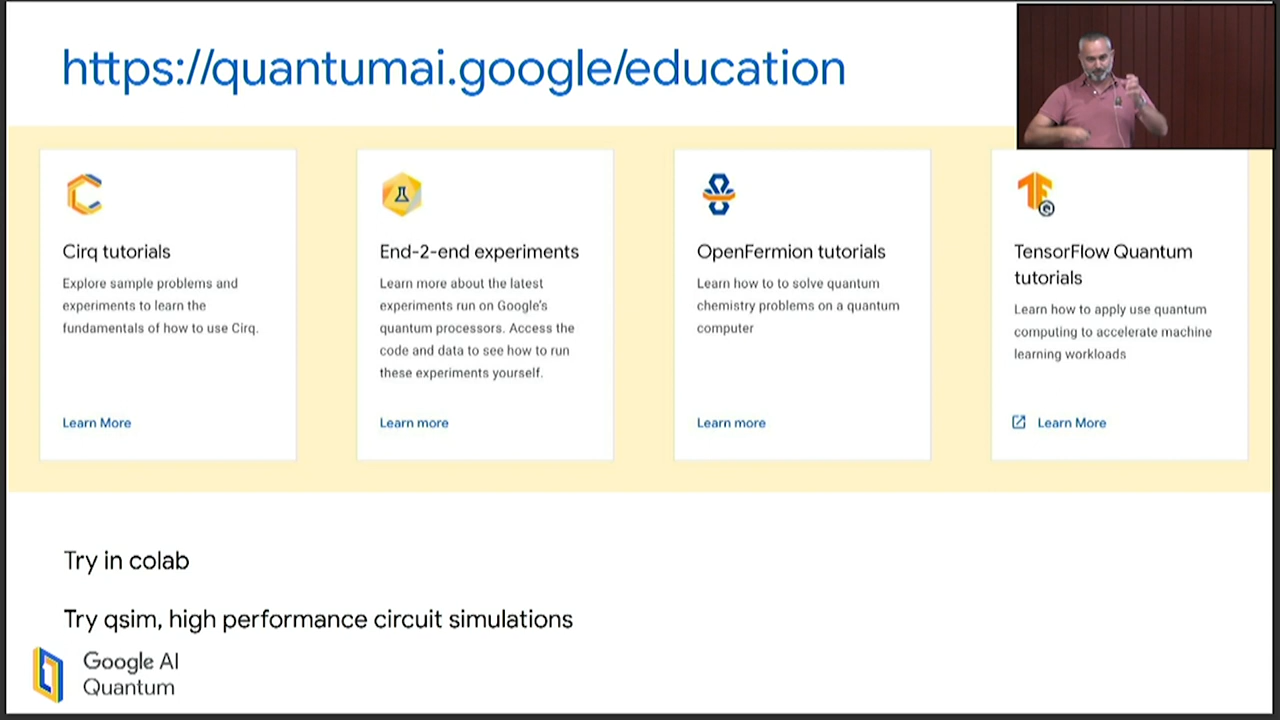 https://quantumai.google/education
Cirq tutorials
Explore sample problems and
experiments to learn the
fundamentals of how to use Cirq.
Learn More
End-2-end experiments
Learn more about the latest
experiments run on Google's
quantum processors. Access the
code and data to see how to run
these experiments yourself.
Learn more
OpenFermion tutorials
Learn how to to solve quantum
chemistry problems on a quantum
computer
Learn more
TensorFlow Quantum
tutorials
Learn how to apply use quantum
computing to accelerate machine
learning workloads
Learn More
Try in colab
Try qsim, high performance circuit simulations
Google AI
Quantum